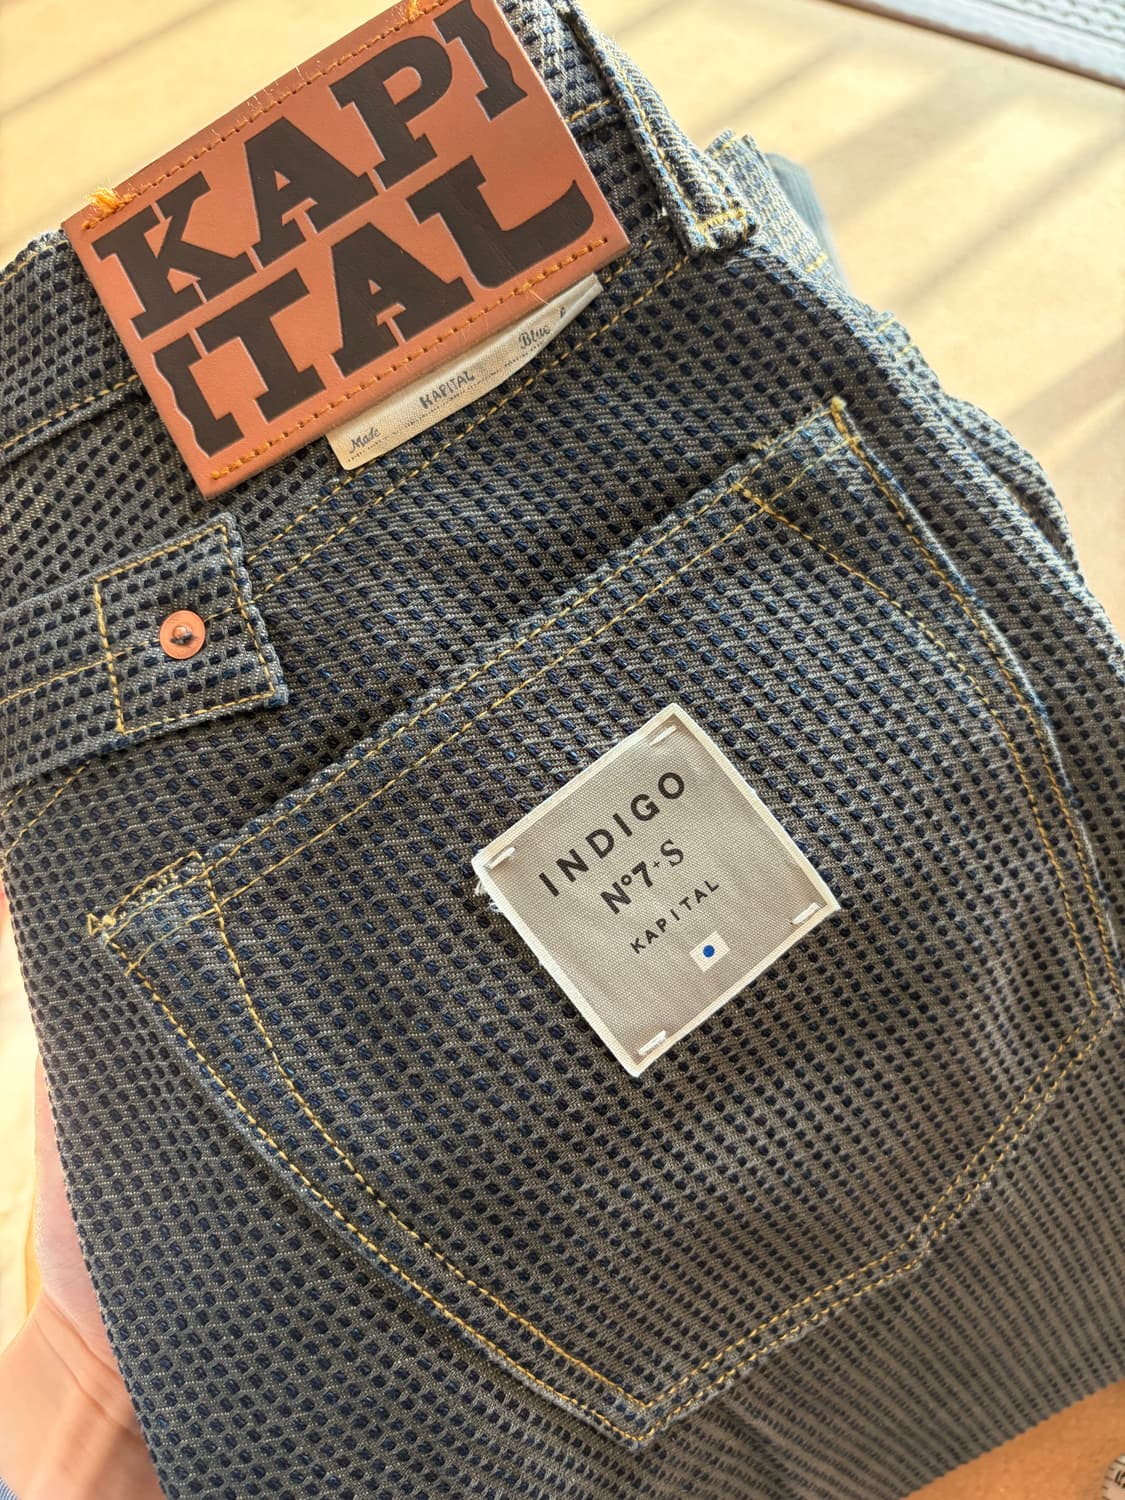 KAPI
TAL
Made KAPITAL Blue
INDIGO
Nº7+S
KAPITAL